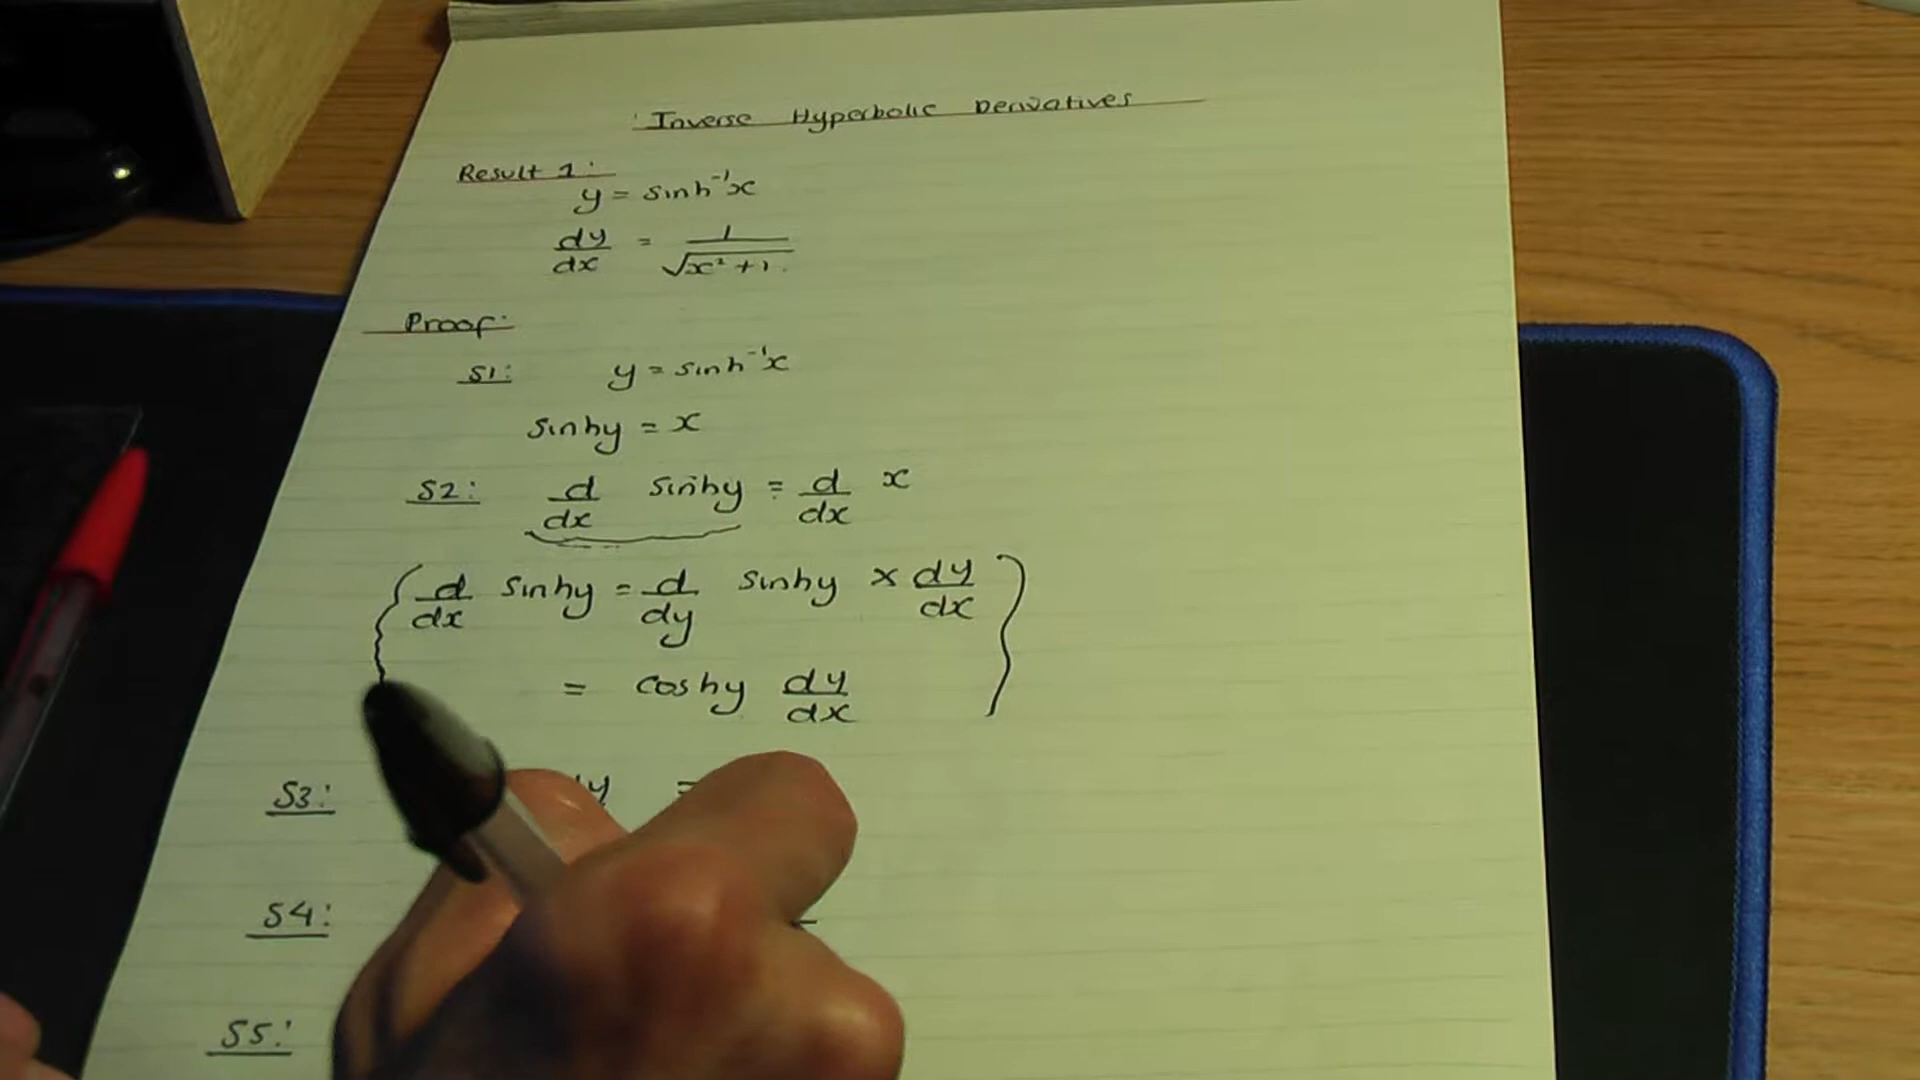 Inverse Hyperbolic Derivatives
Result 1:
y = sinh⁻¹x
dy/dx = 1/√(x² + 1)
Proof:
S1: y = sinh⁻¹x
sinhy = x
S2: d/dx sinhy = d/dx x
d/dx sinhy = d/dy sinhy × dy/dx
= coshy dy/dx
S3: y =
S4:
S5: